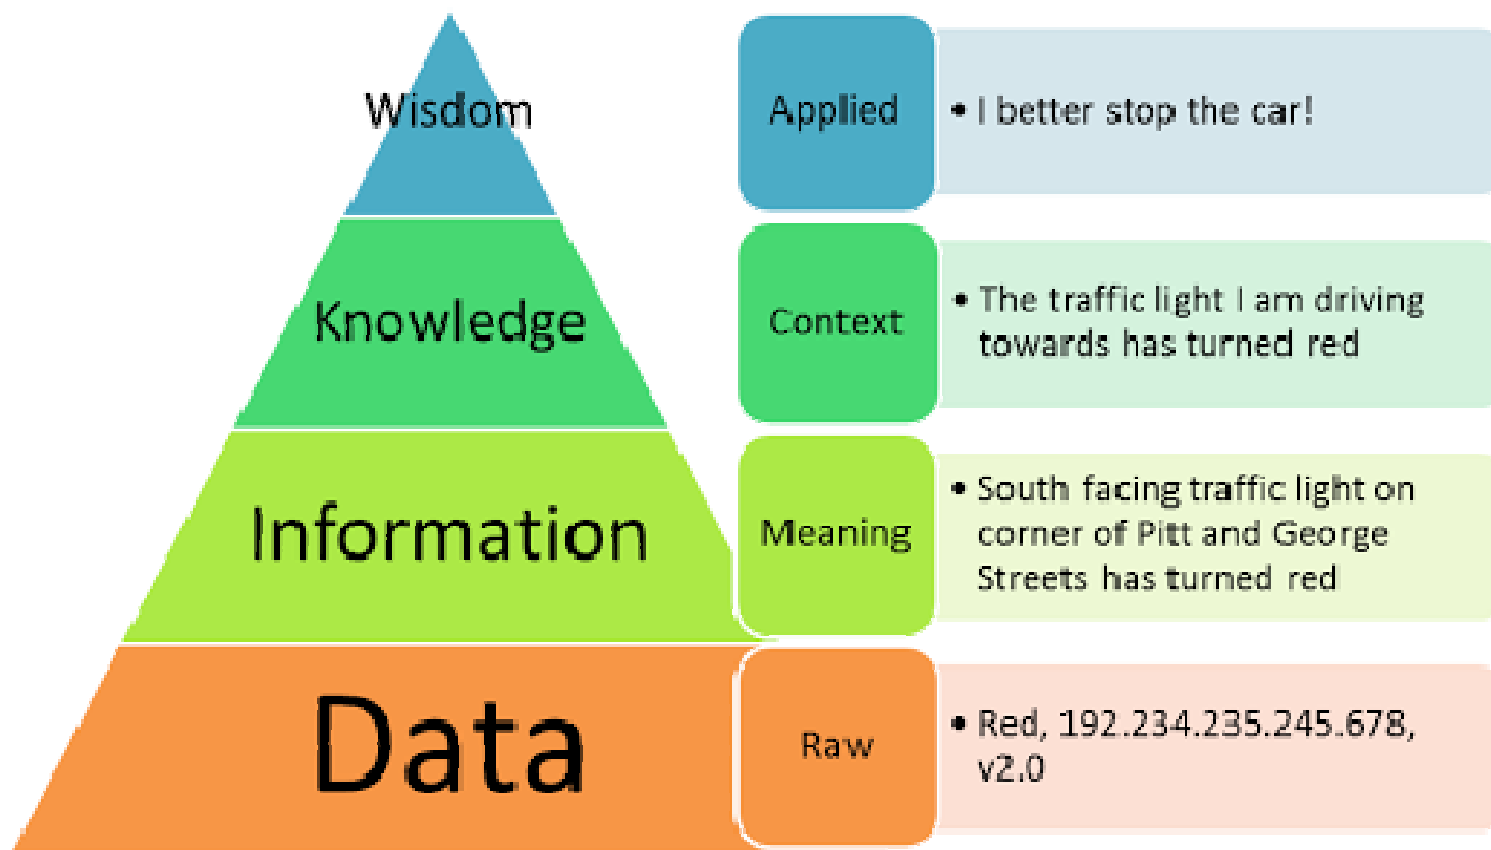 Wisdom
Applied
• I better stop the car!
Knowledge
Context
• The traffic light I am driving
towards has turned red
Information
Meaning
• South facing traffic light on
corner of Pitt and George
Streets has turned red
Data
Raw
• Red, 192.234.235.245.678,
v2.0